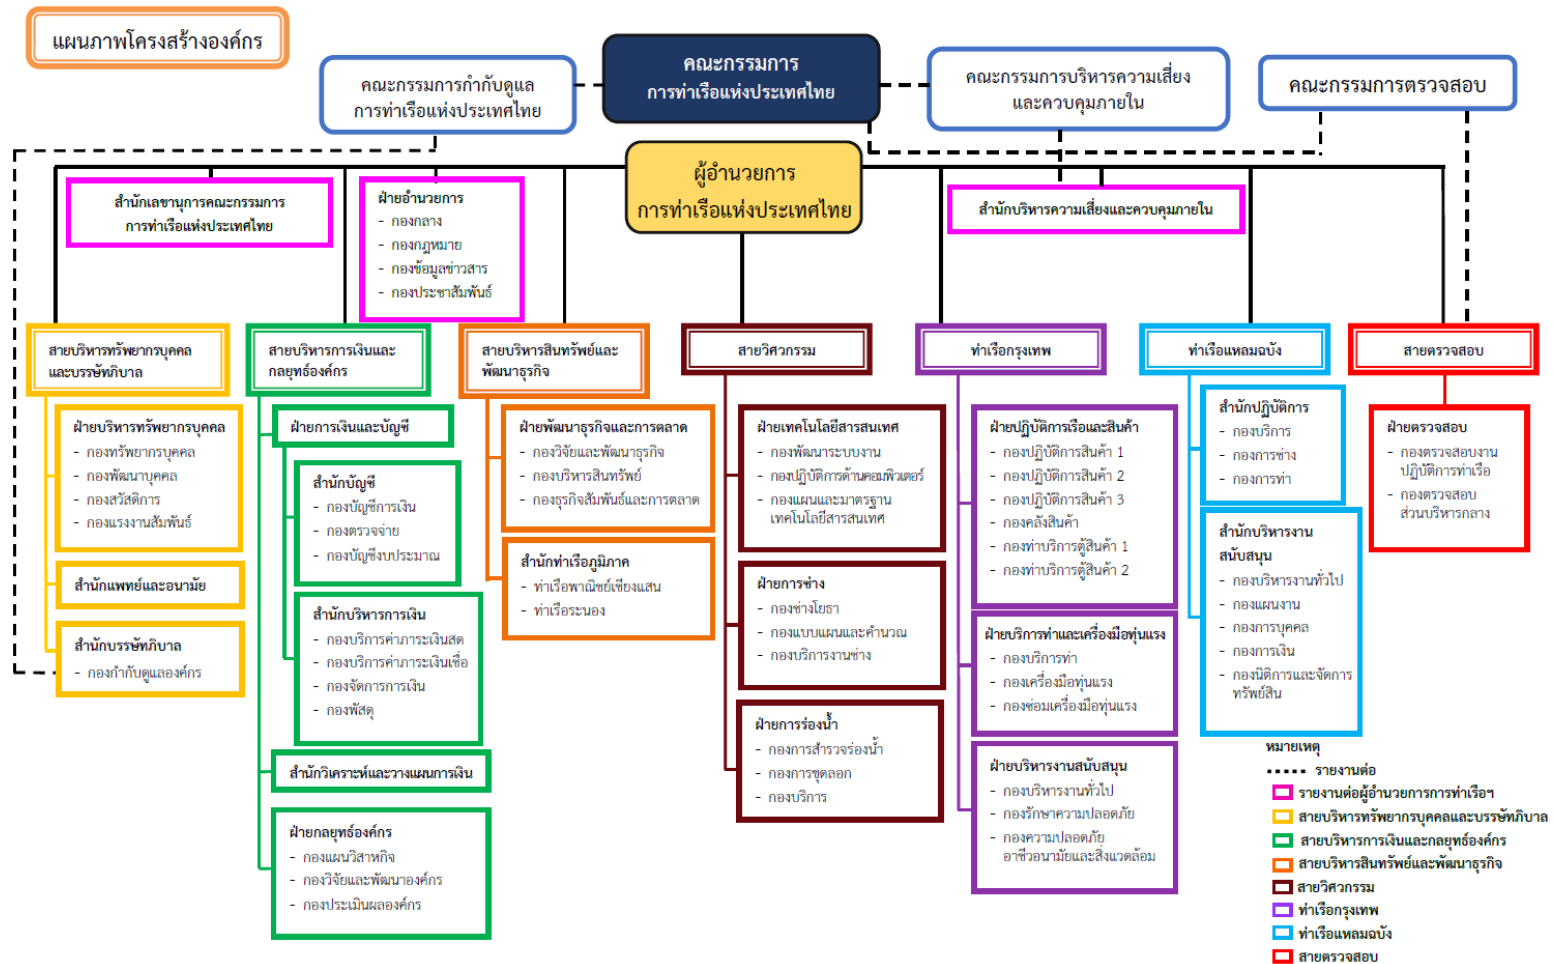 แผนภาพโครงสร้างองค์กร
คณะกรรมการกำกับดูแล
การท่าเรือแห่งประเทศไทย
คณะกรรมการ
การท่าเรือแห่งประเทศไทย
คณะกรรมการบริหารความเสี่ยง
และควบคุมภายใน
คณะกรรมการตรวจสอบ
ผู้อำนวยการ
การท่าเรือแห่งประเทศไทย
สำนักเลขานุการคณะกรรมการ
การท่าเรือแห่งประเทศไทย
ฝ่ายอำนวยการ
- กองกลาง
- กองกฎหมาย
- กองข้อมูลข่าวสาร
- กองประชาสัมพันธ์
สำนักบริหารความเสี่ยงและควบคุมภายใน
สายบริหารทรัพยากรบุคคล
และบรรษัทภิบาล
ฝ่ายบริหารทรัพยากรบุคคล
- กองทรัพยากรบุคคล
- กองพัฒนาบุคคล
- กองสวัสดิการ
- กองแรงงานสัมพันธ์
สำนักแพทย์และอนามัย
สำนักบรรษัทภิบาล
- กองกำกับดูแลองค์กร
สายบริหารการเงินและ
กลยุทธ์องค์กร
ฝ่ายการเงินและบัญชี
สำนักบัญชี
- กองบัญชีการเงิน
- กองตรวจจ่าย
- กองบัญชีงบประมาณ
สำนักบริหารการเงิน
- กองบริการค่าภาระเงินสด
- กองบริการค่าภาระเงินเชื่อ
- กองจัดการการเงิน
- กองพัสดุ
สำนักวิเคราะห์และวางแผนการเงิน
ฝ่ายกลยุทธ์องค์กร
- กองแผนวิสาหกิจ
- กองวิจัยและพัฒนาองค์กร
- กองประเมินผลองค์กร
สายบริหารสินทรัพย์และ
พัฒนาธุรกิจ
ฝ่ายพัฒนาธุรกิจและการตลาด
- กองวิจัยและพัฒนาธุรกิจ
- กองบริหารสินทรัพย์
- กองธุรกิจสัมพันธ์และการตลาด
สำนักท่าเรือภูมิภาค
- ท่าเรือพาณิชย์เชียงแสน
- ท่าเรือระนอง
สายวิศวกรรม
ฝ่ายเทคโนโลยีสารสนเทศ
- กองพัฒนาระบบงาน
- กองปฏิบัติการด้านคอมพิวเตอร์
- กองแผนและมาตรฐาน
เทคโนโลยีสารสนเทศ
ฝ่ายการช่าง
- กองช่างโยธา
- กองแบบแผนและคำนวณ
- กองบริการงานช่าง
ฝ่ายการร่องน้ำ
- กองการสำรวจร่องน้ำ
- กองการขุดลอก
- กองบริการ
ท่าเรือกรุงเทพ
ฝ่ายปฏิบัติการเรือและสินค้า
- กองปฏิบัติการสินค้า 1
- กองปฏิบัติการสินค้า 2
- กองปฏิบัติการสินค้า 3
- กองคลังสินค้า
- กองท่าบริการตู้สินค้า 1
- กองท่าบริการตู้สินค้า 2
ฝ่ายบริการท่าและเครื่องมือทุ่นแรง
- กองบริการท่า
- กองเครื่องมือทุ่นแรง
- กองซ่อมเครื่องมือทุ่นแรง
ฝ่ายบริหารงานสนับสนุน
- กองบริหารงานทั่วไป
- กองรักษาความปลอดภัย
- กองความปลอดภัย
อาชีวอนามัยและสิ่งแวดล้อม
ท่าเรือแหลมฉบัง
สำนักปฏิบัติการ
- กองบริการ
- กองการช่าง
- กองการท่า
สำนักบริหารงาน
สนับสนุน
- กองบริหารงานทั่วไป
- กองแผนงาน
- กองการบุคคล
- กองการเงิน
- กองนิติการและจัดการ
ทรัพย์สิน
สายตรวจสอบ
ฝ่ายตรวจสอบ
- กองตรวจสอบงาน
ปฏิบัติการท่าเรือ
- กองตรวจสอบ
ส่วนบริหารกลาง
หมายเหตุ
รายงานต่อ
รายงานต่อผู้อำนวยการการท่าเรือฯ
สายบริหารทรัพยากรบุคคลและบรรษัทภิบาล
สายบริหารการเงินและกลยุทธ์องค์กร
สายบริหารสินทรัพย์และพัฒนาธุรกิจ
สายวิศวกรรม
ท่าเรือกรุงเทพ
ท่าเรือแหลมฉบัง
สายตรวจสอบ